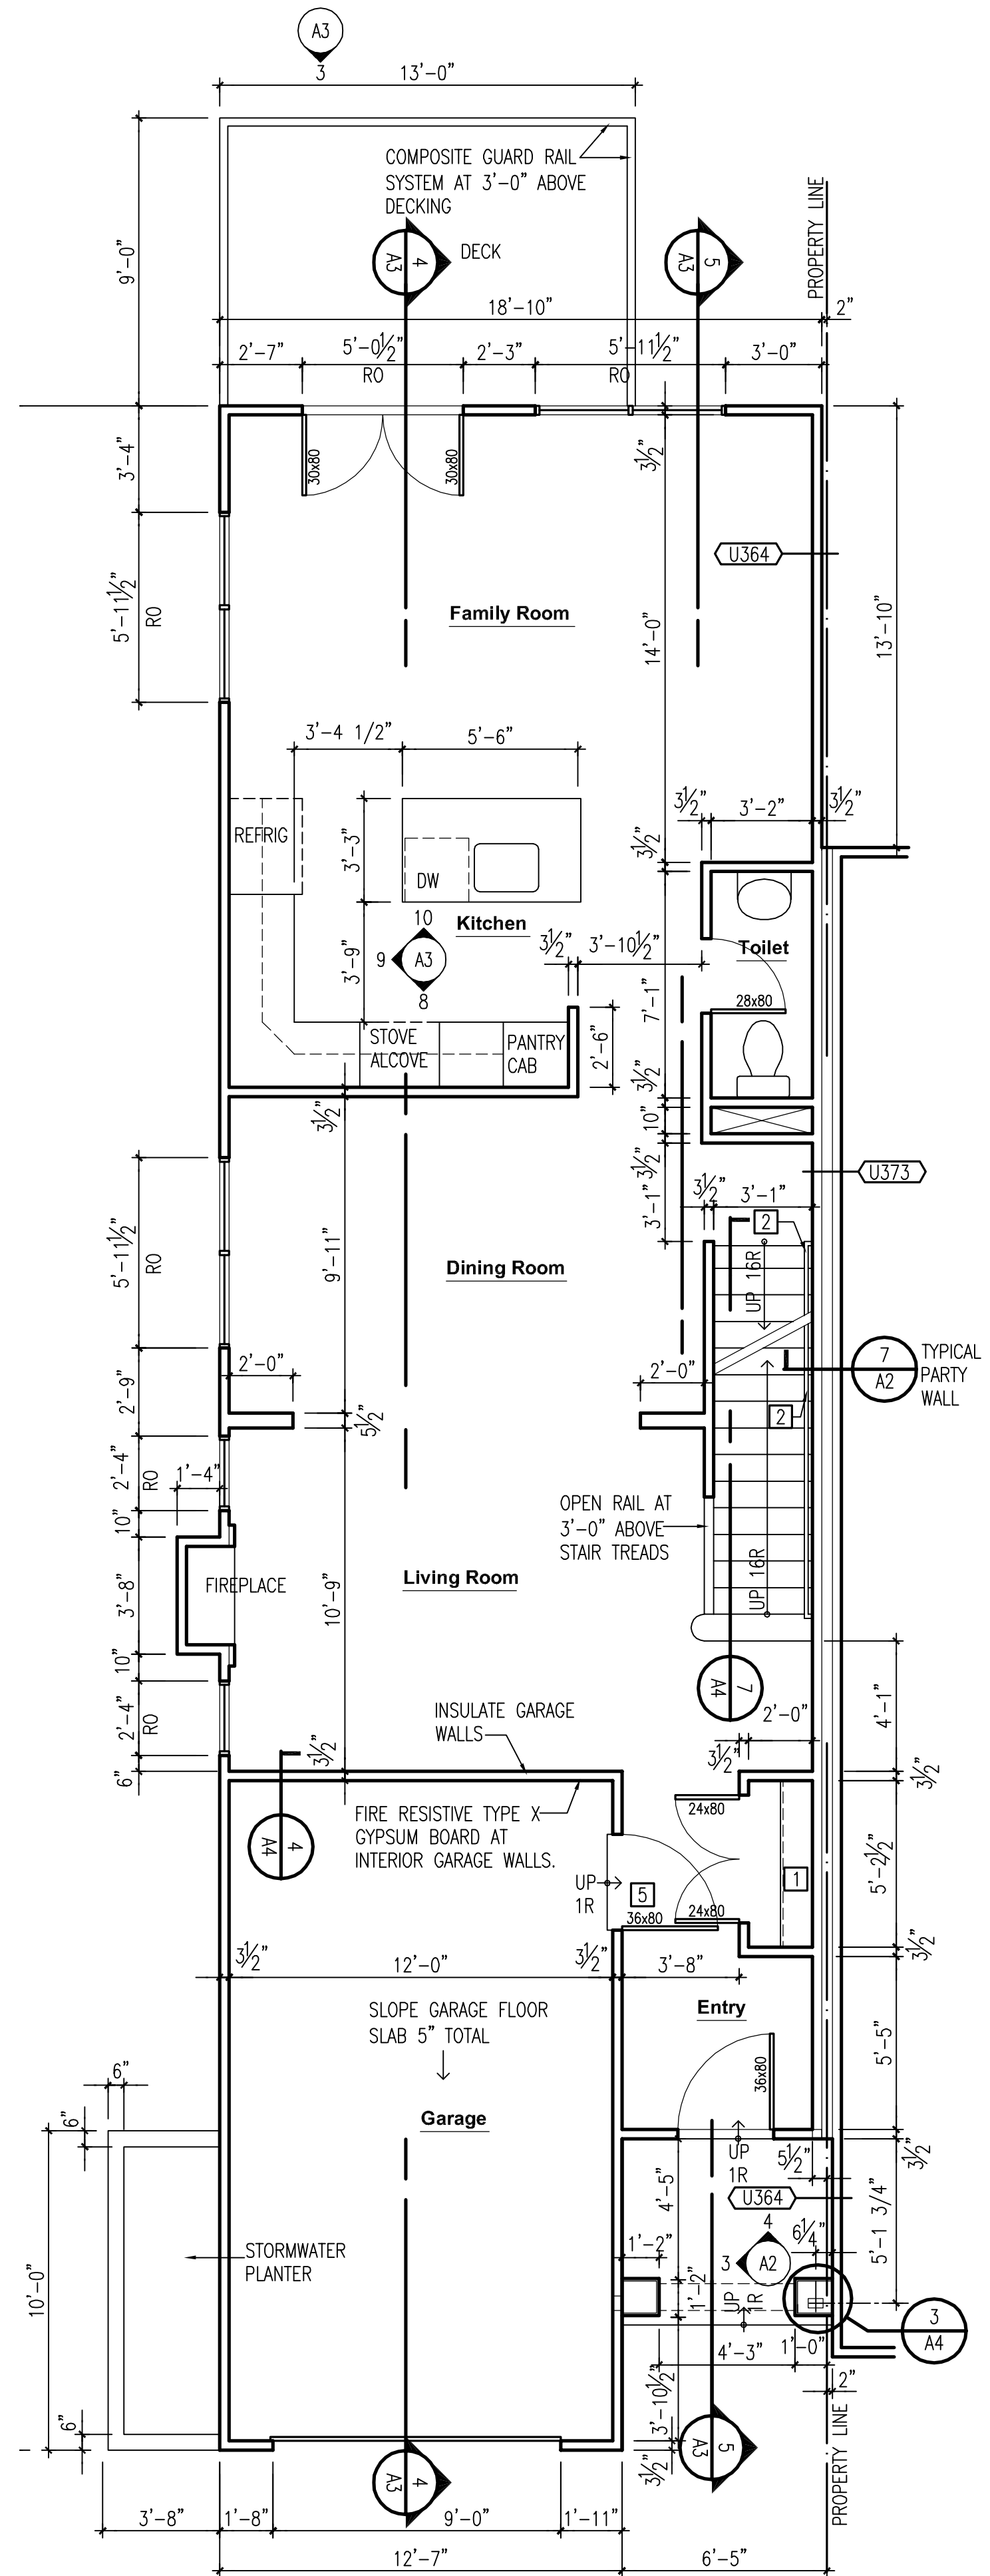 A3
3
13'-0"
COMPOSITE GUARD RAIL
SYSTEM AT 3'-0" ABOVE
DECKING
PROPERTY LINE
9'-0"
4
A3
DECK
5
A3
18'-10"
2"
2'-7"
5'-0½"
RO
2'-3"
5'-11½"
RO
3'-0"
3'-4"
30x80
30x80
3½"
U364
5'-11½"
RO
Family Room
14'-0"
13'-10"
3'-4 1/2"
5'-6"
3½"
3'-2"
3½"
REFRIG
3'-3"
DW
3½"
10
Kitchen
9
A3
8
3'-9"
3½"
3'-10½"
Toilet
28x80
7'-1"
STOVE
ALCOVE
PANTRY
CAB
2'-6"
3½"
3½"
10"
3½"
U373
3½"
3'-1"
3'-1"
2
5'-11½"
RO
9'-11"
Dining Room
UP 16R
7
A2
TYPICAL
PARTY
WALL
2'-0"
2'-0"
2'-9"
5½"
2
2'-4"
RO
1'-4"
10"
OPEN RAIL AT
3'-0" ABOVE
STAIR TREADS
FIREPLACE
Living Room
3'-8"
10'-9"
UP 16R
10"
7
A4
4'-1"
2'-4"
RO
INSULATE GARAGE
WALLS
2'-0"
3½"
3½"
6"
3½"
24x80
FIRE RESISTIVE TYPE X
GYPSUM BOARD AT
INTERIOR GARAGE WALLS.
4
A4
5'-2½"
UP
1R
5
1
36x80
24x80
3½"
12'-0"
3½"
3'-8"
3½"
SLOPE GARAGE FLOOR
SLAB 5" TOTAL
Entry
5'-5"
6"
36x80
6"
Garage
UP
1R
5½"
3½"
4'-5"
U364
5'-1 3/4"
4
6¼"
STORMWATER
PLANTER
1'-2"
3
A2
10'-0"
1'-2"
UP
1R
3
A4
4'-3"
1'-0"
2"
3'-10½"
6"
5
A3
3½"
PROPERTY LINE
4
A3
3'-8"
1'-8"
9'-0"
1'-11"
12'-7"
6'-5"